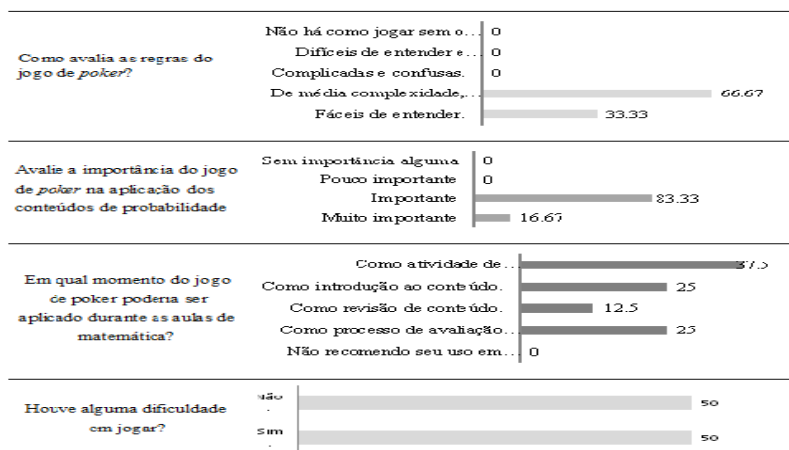 Como avalia as regras do
jogo de poker?
Não há como jogar sem o… 0
Difíceis de entender e… 0
Complicadas e confusas. 0
De média complexidade,… 66.67
Fáceis de entender. 33.33
Avalie a importância do jogo
de poker na aplicação dos
conteúdos de probabilidade
Sem importância alguma 0
Pouco importante 0
Importante 83.33
Muito importante 16.67
Em qual momento do jogo
de poker poderia ser
aplicado durante as aulas de
matemática?
Como atividade de… 37.5
Como introdução ao conteúdo. 25
Como revisão de conteúdo. 12.5
Como processo de avaliação… 25
Não recomendo seu uso em… 0
Houve alguma dificuldade
em jogar?
Não 50
Sim 50